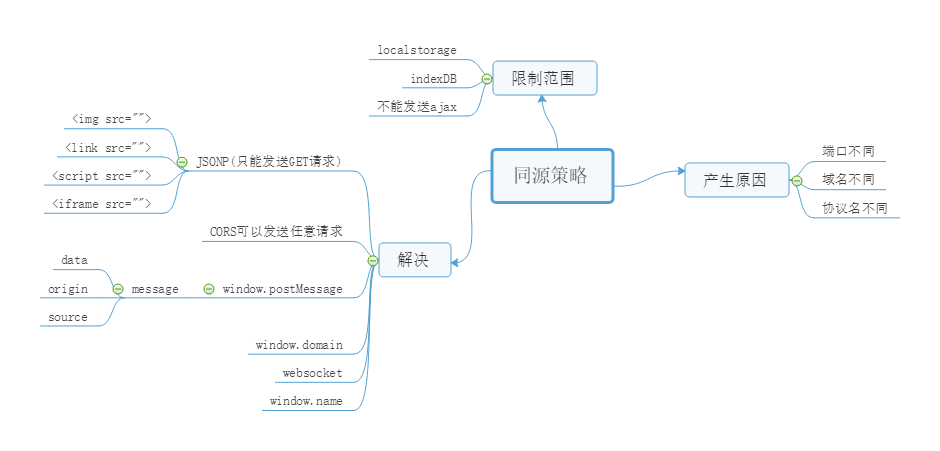 同源策略
限制范围
localstorage
indexDB
不能发送ajax
产生原因
端口不同
域名不同
协议名不同
解决
JSONP(只能发送GET请求)
<img src="">
<link src="">
<script src="">
<iframe src="">
CORS可以发送任意请求
window.postMessage
message
data
origin
source
window.domain
websocket
window.name